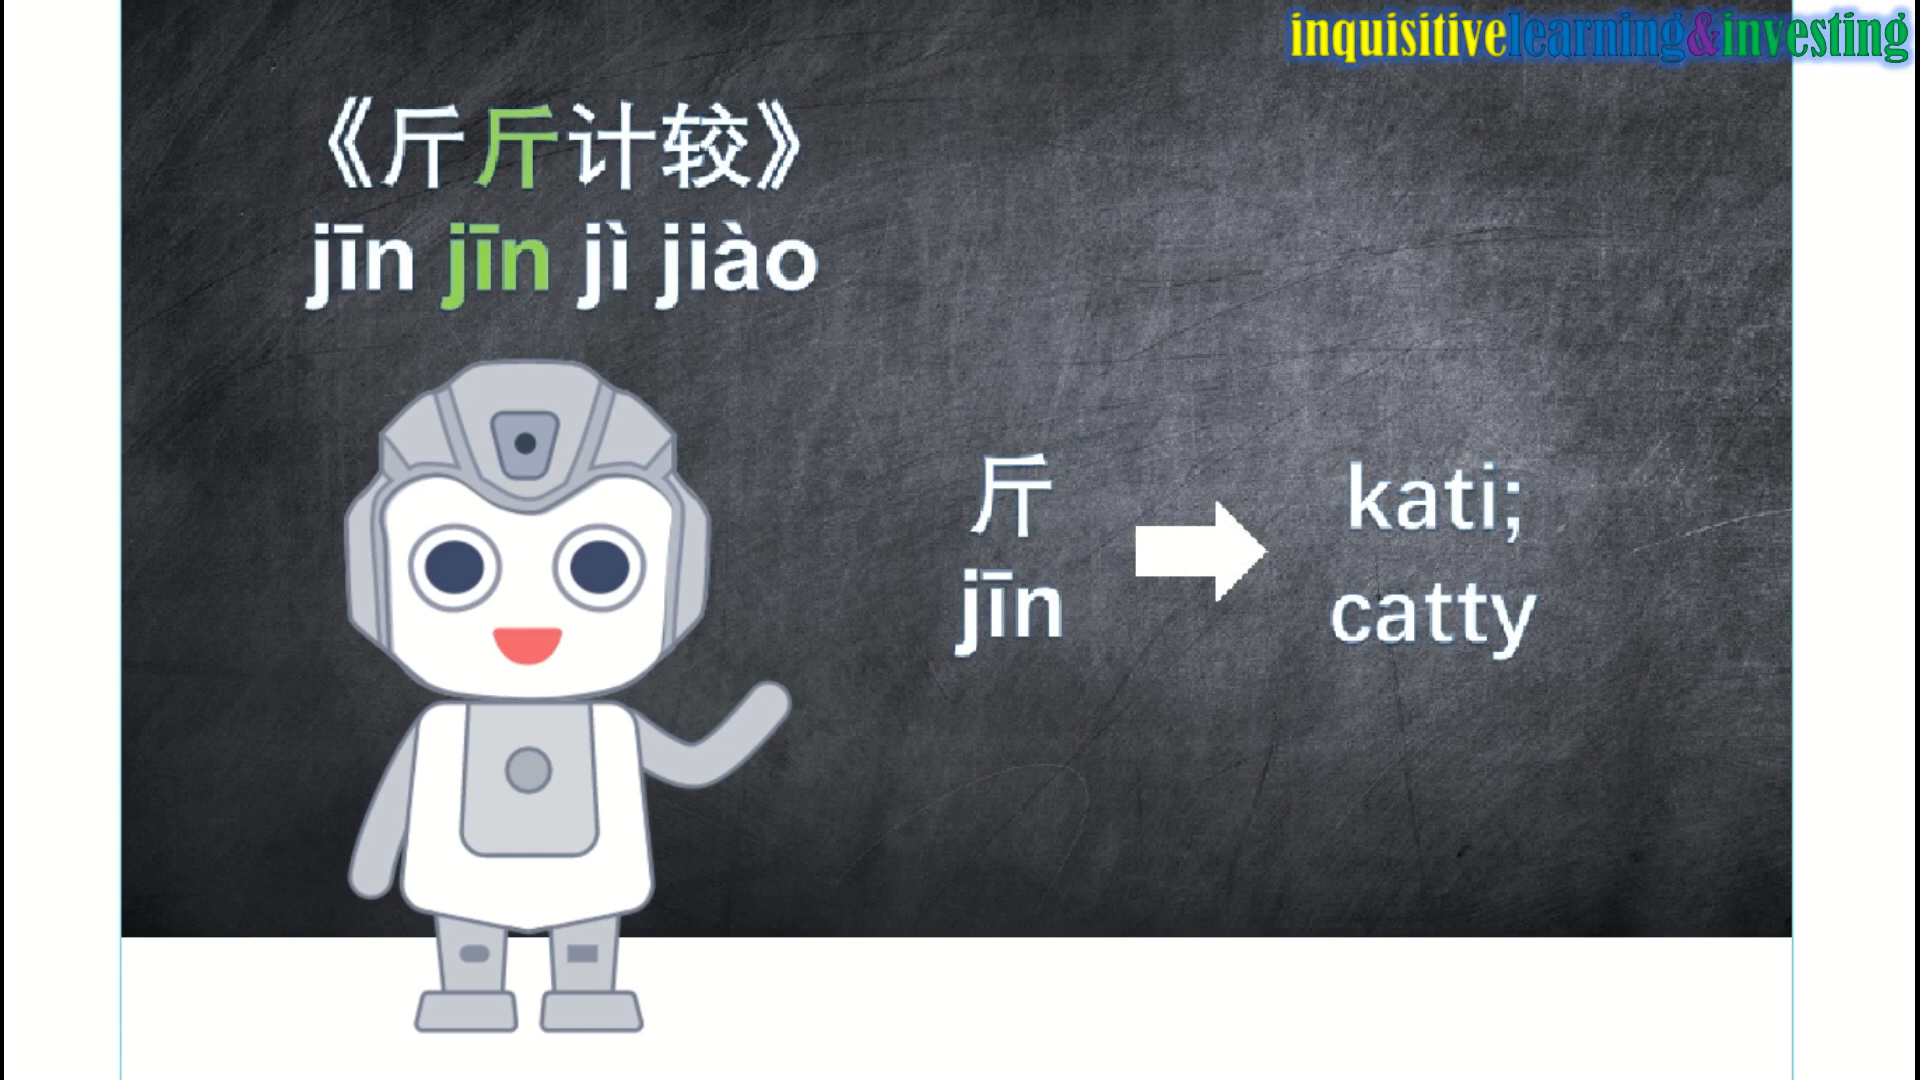 inquisitivelearning&investing
《斤斤计较》
jīn jīn jì jiào
斤
jīn
kati;
catty